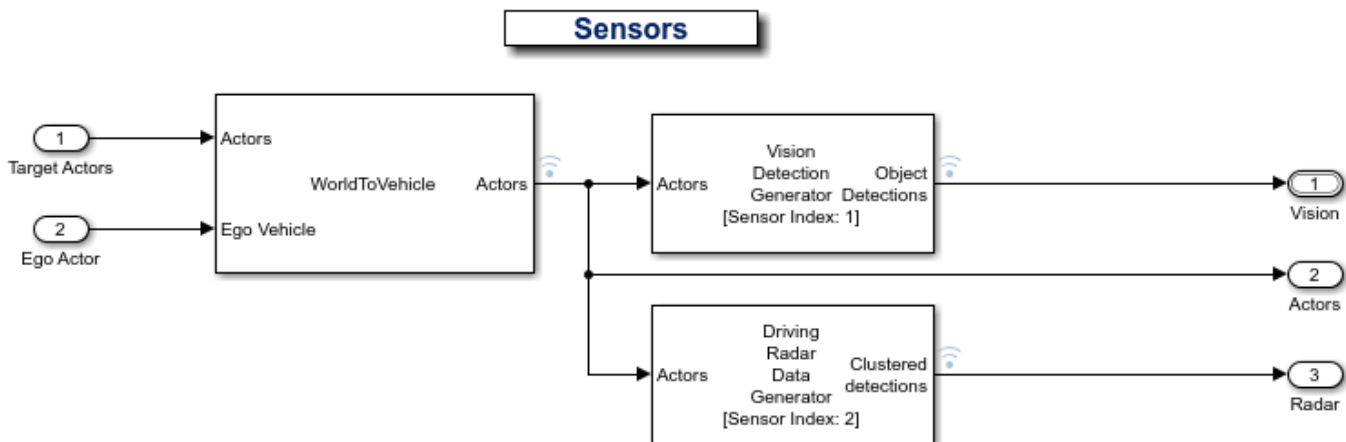 Sensors
1
Target Actors
2
Ego Actor
Actors
WorldToVehicle
Actors
Ego Vehicle
Actors
Vision
Detection
Generator
[Sensor Index: 1]
Object
Detections
Actors
Driving
Radar
Data
Generator
[Sensor Index: 2]
Clustered
detections
1
Vision
2
Actors
3
Radar